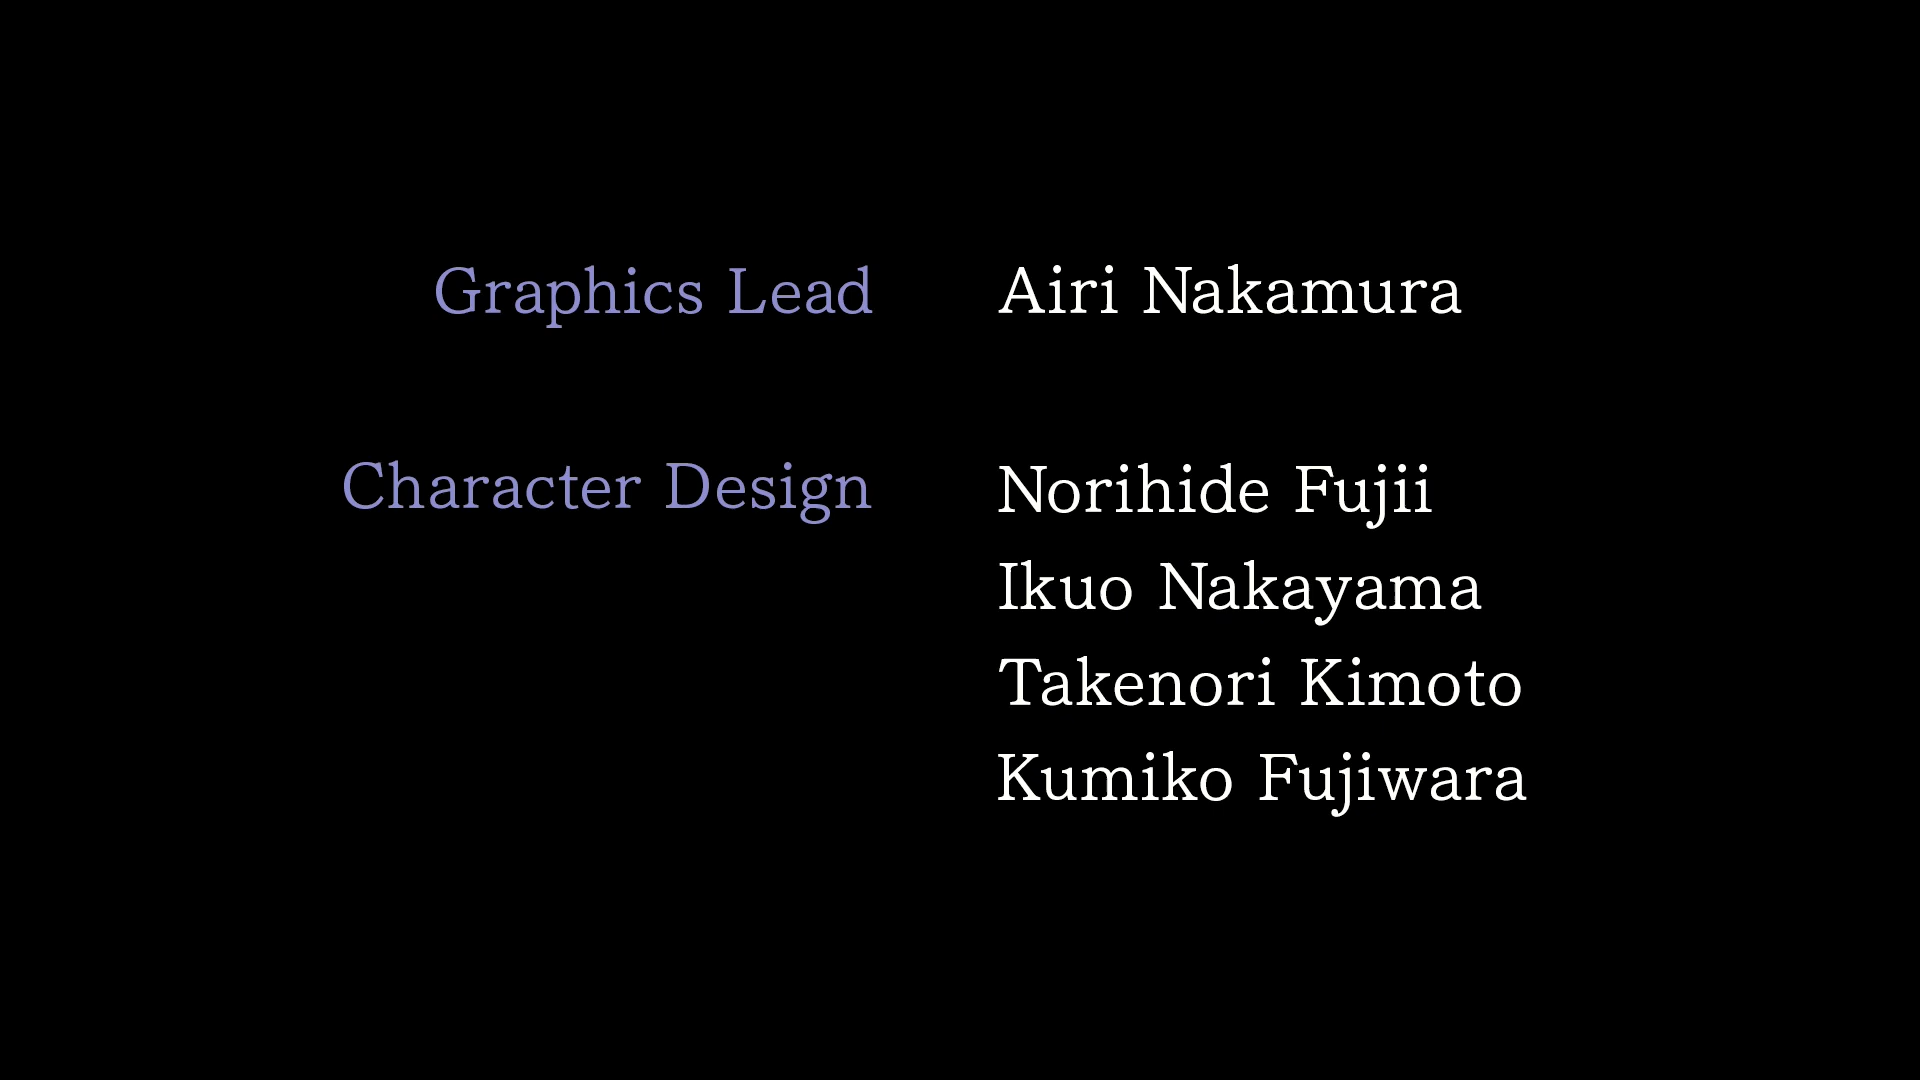 Graphics Lead Airi Nakamura
Character Design Norihide Fujii
Ikuo Nakayama
Takenori Kimoto
Kumiko Fujiwara